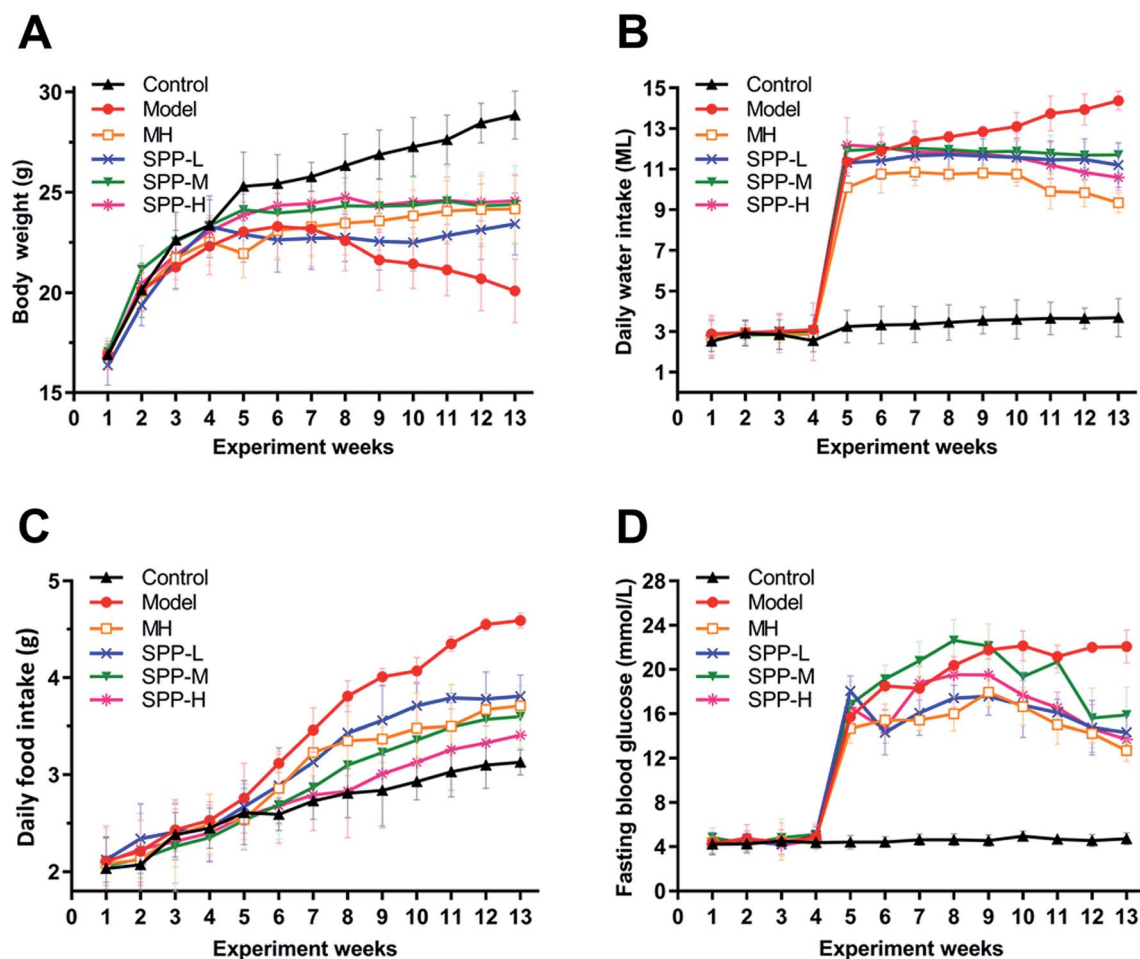 A
Control
Model
MH
SPP-L
SPP-M
SPP-H
Body weight (g)
30
25
20
15
0 1 2 3 4 5 6 7 8 9 10 11 12 13
Experiment weeks
B
Control
Model
MH
SPP-L
SPP-M
SPP-H
Daily water intake (ML)
15
13
11
9
7
5
3
1
0 1 2 3 4 5 6 7 8 9 10 11 12 13
Experiment weeks
C
Control
Model
MH
SPP-L
SPP-M
SPP-H
Daily food intake (g)
5
4
3
2
0 1 2 3 4 5 6 7 8 9 10 11 12 13
Experiment weeks
D
Control
Model
MH
SPP-L
SPP-M
SPP-H
Fasting blood glucose (mmol/L)
28
24
20
16
12
8
4
0
0 1 2 3 4 5 6 7 8 9 10 11 12 13
Experiment weeks